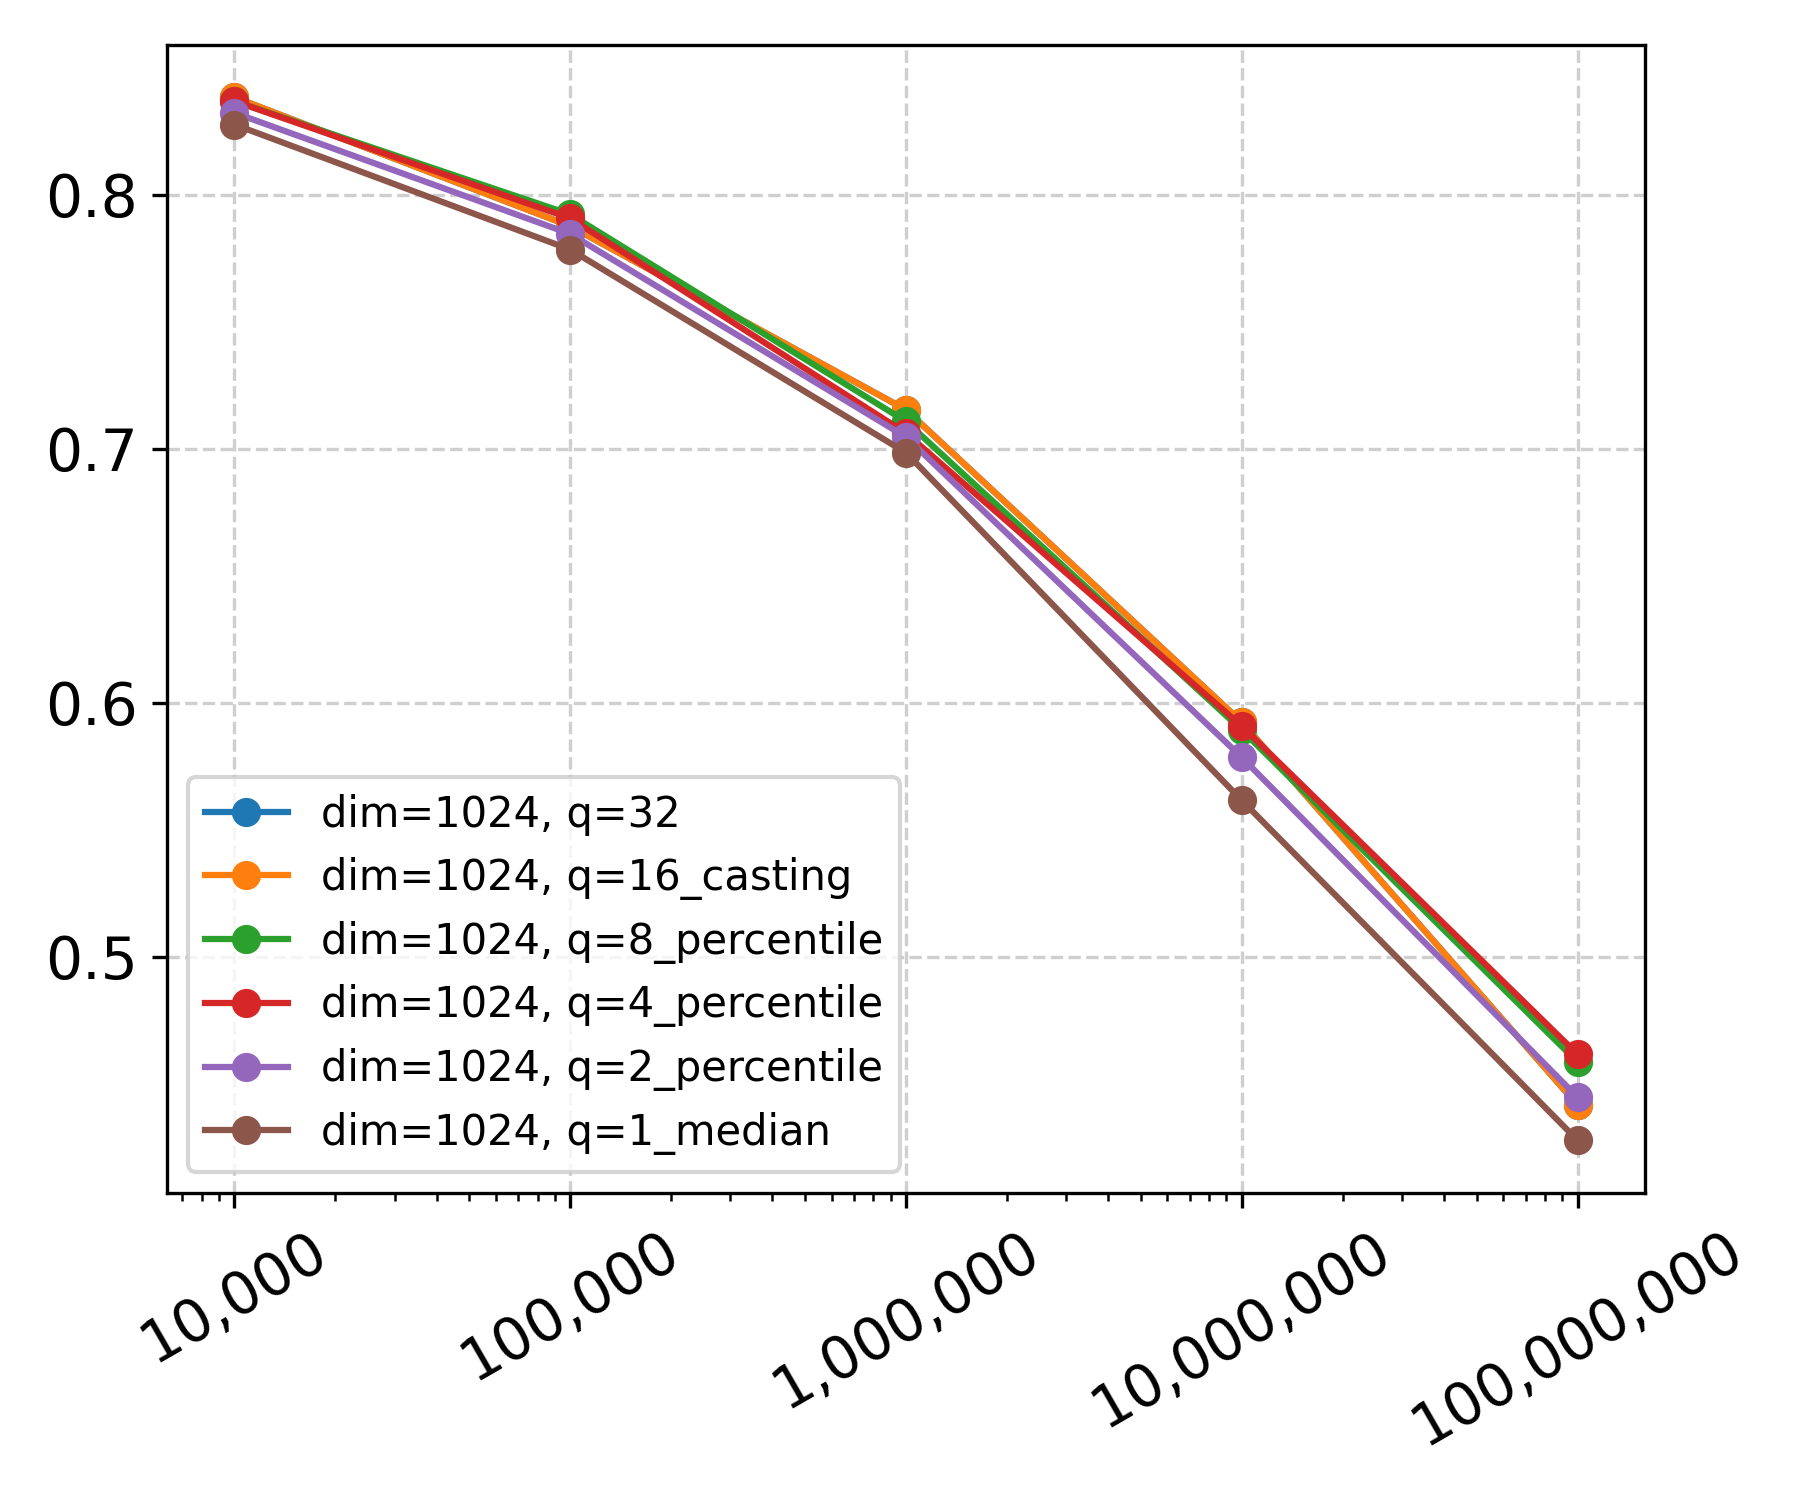 0.8
0.7
0.6
0.5
dim=1024, q=32
dim=1024, q=16_casting
dim=1024, q=8_percentile
dim=1024, q=4_percentile
dim=1024, q=2_percentile
dim=1024, q=1_median
10,000
100,000
1,000,000
10,000,000
100,000,000